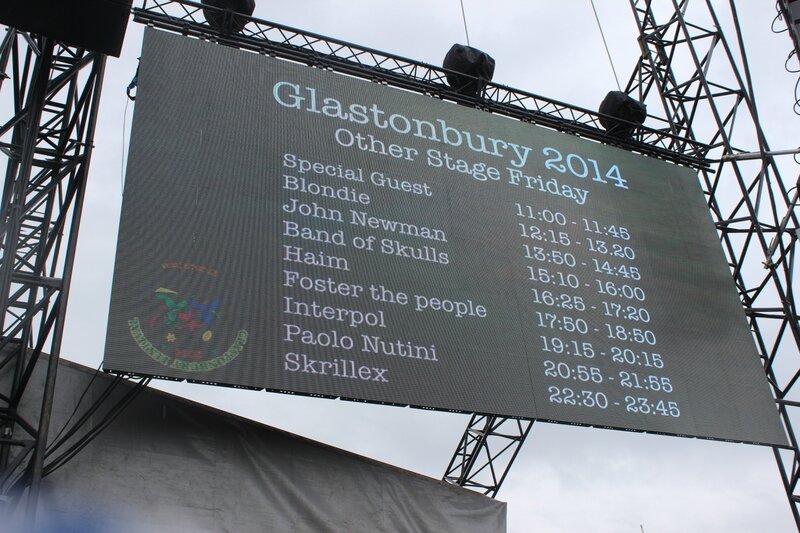 Glastonbury 2014
Other Stage Friday
Special Guest 11:00 - 11:45
Blondie 12:15 - 13.20
John Newman 13:50 - 14:45
Band of Skulls 15:10 - 16:00
Haim 16:25 - 17:20
Foster the people 17:50 - 18:50
Interpol 19:15 - 20:15
Paolo Nutini 20:55 - 21:55
Skrillex 22:30 - 23:45